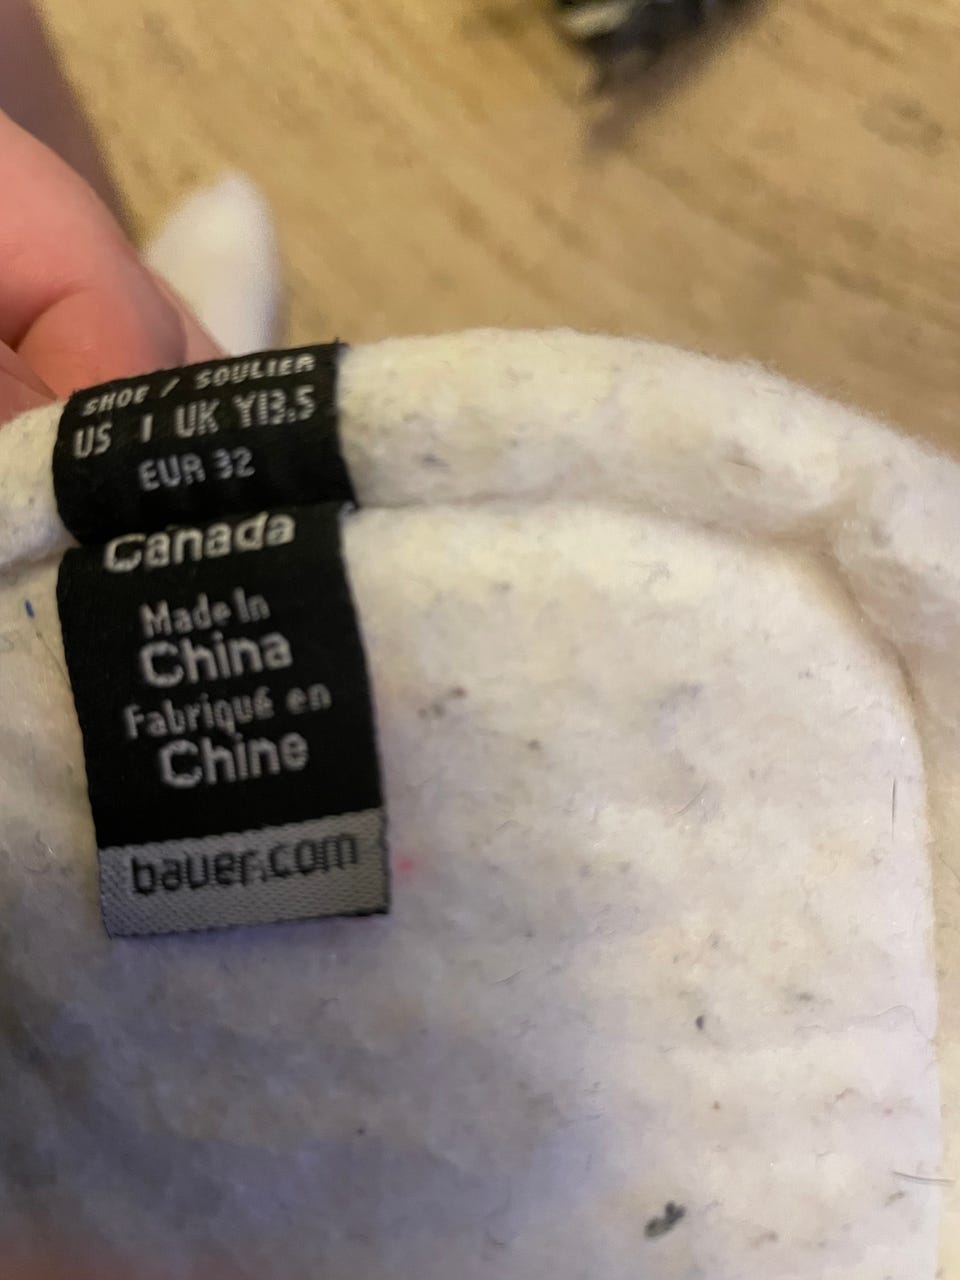 SHOE / SOULIER
US 1 UK Y13.5
EUR 32
Canada
Made In
China
Fabriqué en
Chine
bauer.com